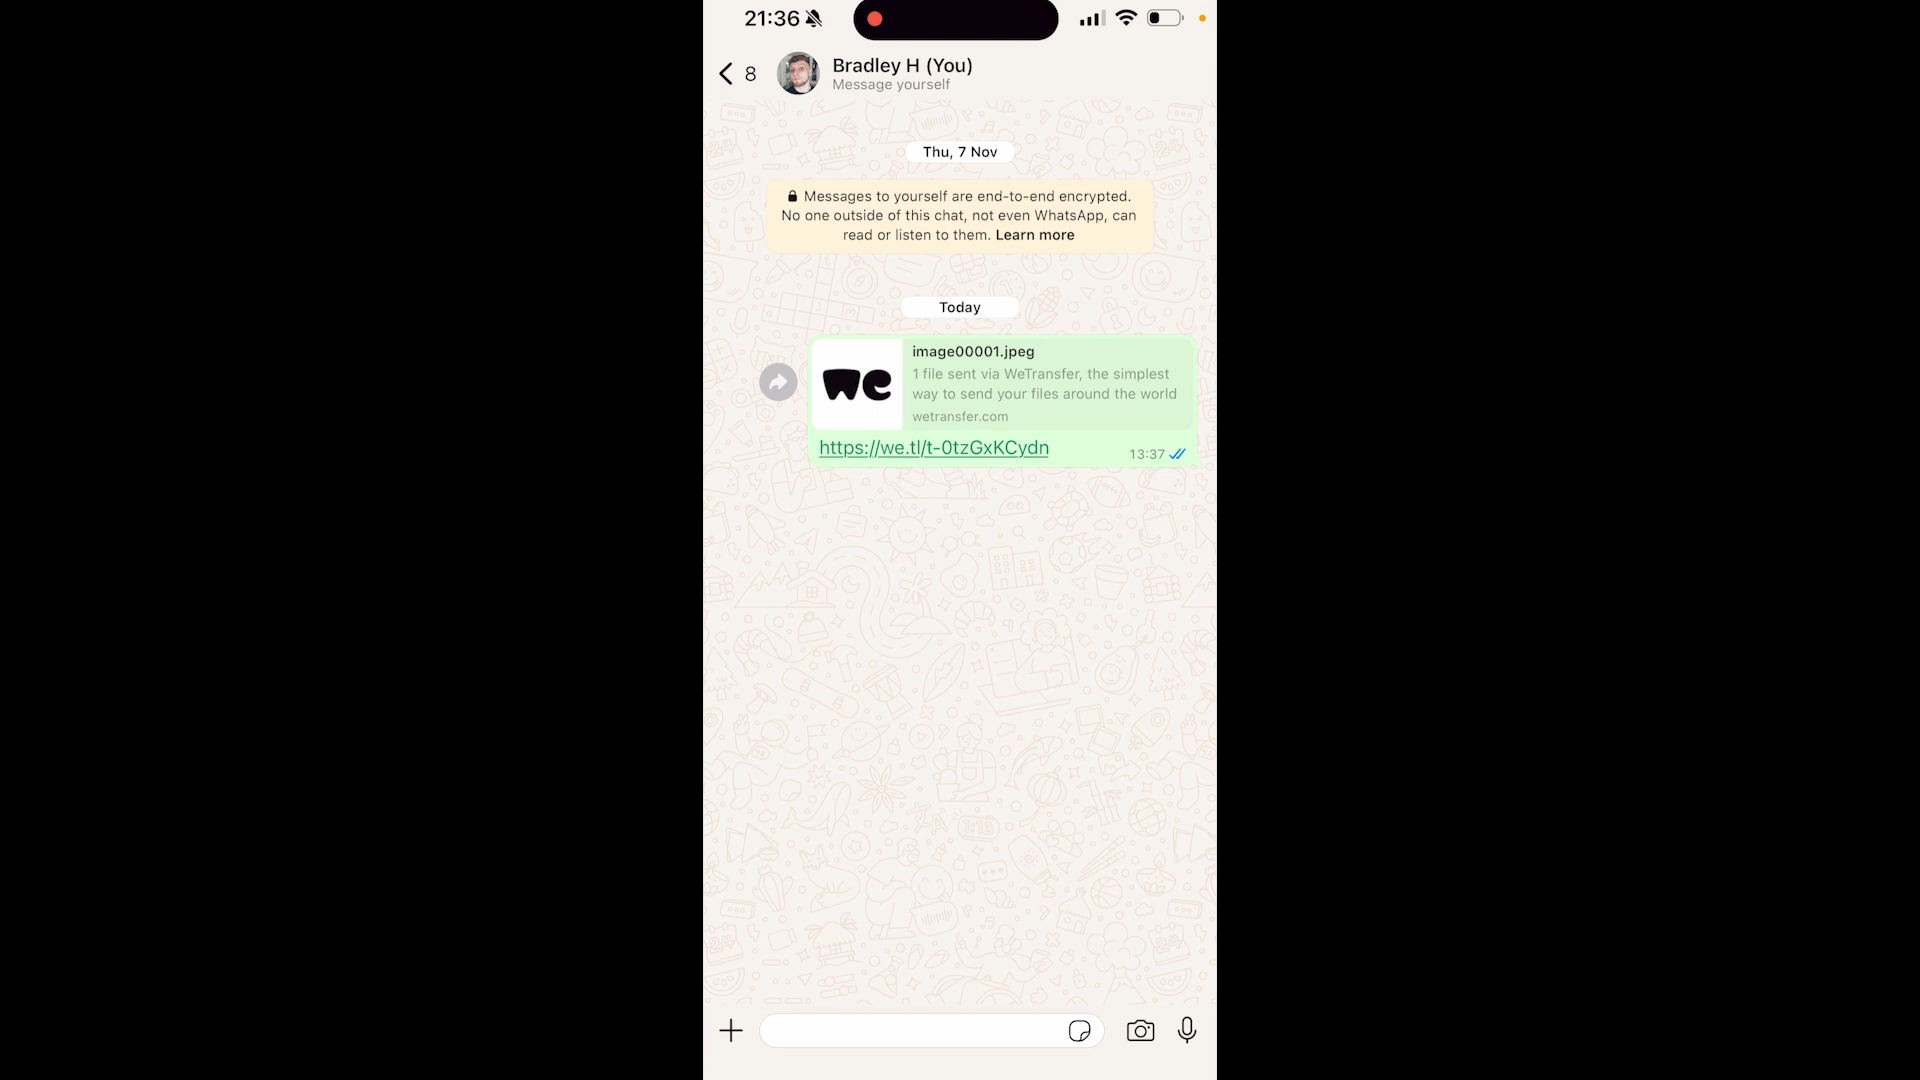 21:36
8
Bradley H (You)
Message yourself
Thu, 7 Nov
Messages to yourself are end-to-end encrypted.
No one outside of this chat, not even WhatsApp, can
read or listen to them. Learn more
Today
we
image00001.jpeg
1 file sent via WeTransfer, the simplest
way to send your files around the world
wetransfer.com
https://we.tl/t-0tzGxKCydn
13:37